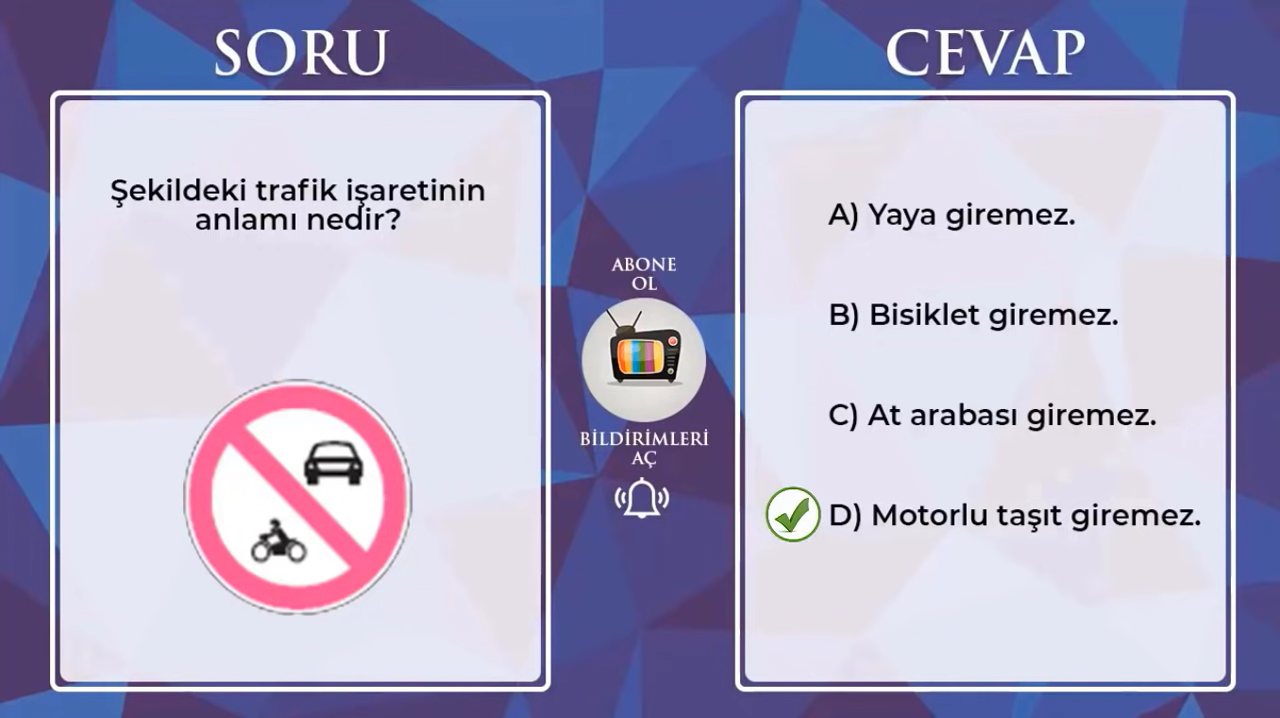 SORU
Şekildeki trafik işaretinin
anlamı nedir?
ABONE
OL
BİLDİRİMLERİ
AÇ
CEVAP
A) Yaya giremez.
B) Bisiklet giremez.
C) At arabası giremez.
D) Motorlu taşıt giremez.